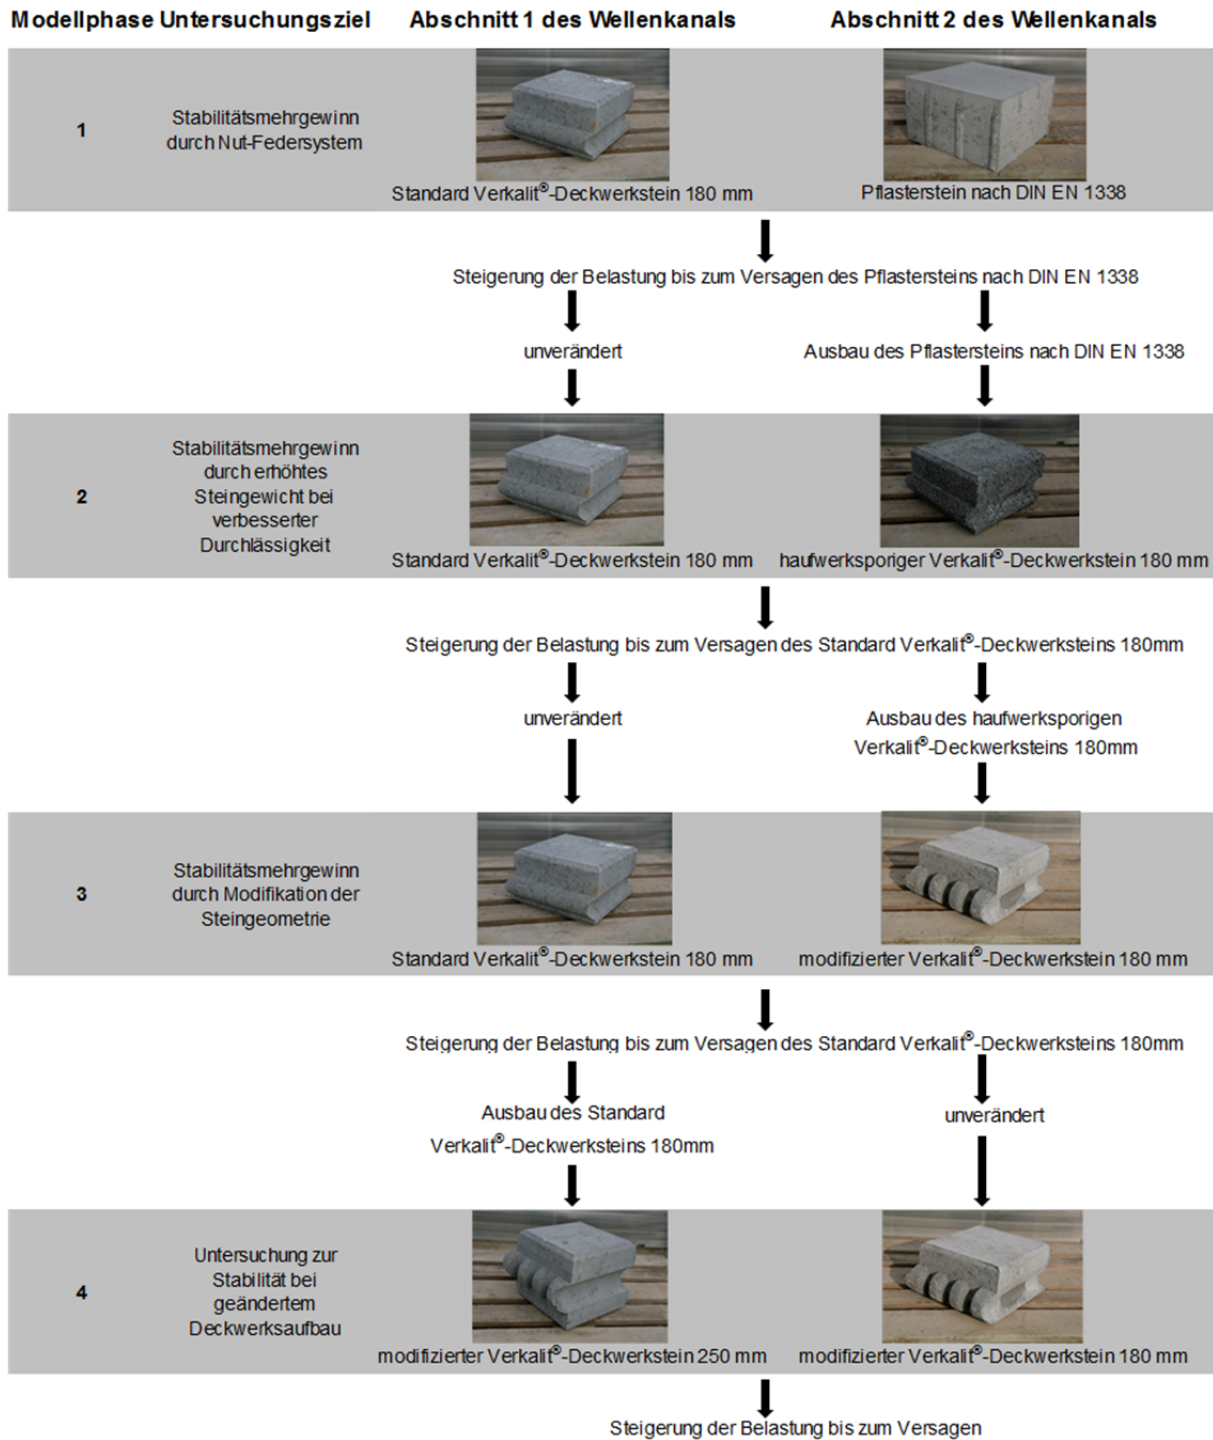 Modellphase Untersuchungsziel Abschnitt 1 des Wellenkanals Abschnitt 2 des Wellenkanals
1
Stabilitätsmehrgewinn
durch Nut-Federsystem
Standard Verkalit®-Deckwerkstein 180 mm
Pflasterstein nach DIN EN 1338
Steigerung der Belastung bis zum Versagen des Pflastersteins nach DIN EN 1338
unverändert
Ausbau des Pflastersteins nach DIN EN 1338
2
Stabilitätsmehrgewinn
durch erhöhtes
Steingewicht bei
verbesserter
Durchlässigkeit
Standard Verkalit®-Deckwerkstein 180 mm
haufwerksporiger Verkalit®-Deckwerkstein 180 mm
Steigerung der Belastung bis zum Versagen des Standard Verkalit®-Deckwerksteins 180mm
unverändert
Ausbau des haufwerksporigen
Verkalit®-Deckwerksteins 180mm
3
Stabilitätsmehrgewinn
durch Modifikation der
Steingeometrie
Standard Verkalit®-Deckwerkstein 180 mm
modifizierter Verkalit®-Deckwerkstein 180 mm
Steigerung der Belastung bis zum Versagen des Standard Verkalit®-Deckwerksteins 180mm
Ausbau des Standard
Verkalit®-Deckwerksteins 180mm
unverändert
4
Untersuchung zur
Stabilität bei
geändertem
Deckwerksaufbau
modifizierter Verkalit®-Deckwerkstein 250 mm
modifizierter Verkalit®-Deckwerkstein 180 mm
Steigerung der Belastung bis zum Versagen